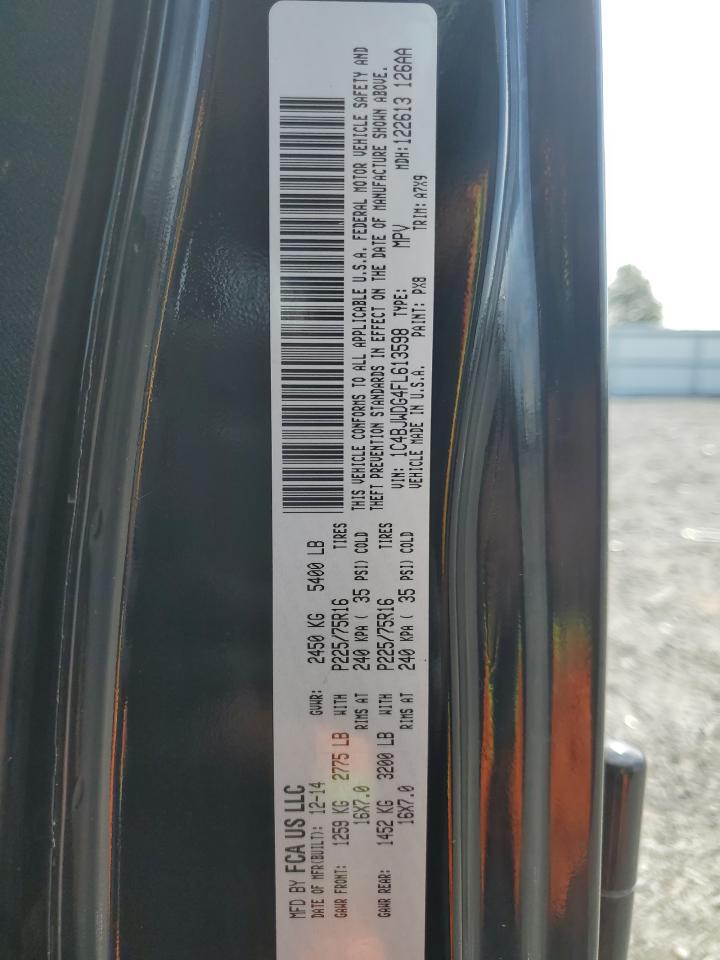 MFD BY FCA US LLC
DATE OF MFR(BUILT): 12-14 GVWR: 2450 KG 5400 LB
GAWR FRONT: 1259 KG 2775 LB WITH P225/75R16 TIRES
16X7.0 RIMS AT 240 KPA ( 35 PSI) COLD
GAWR REAR: 1452 KG 3200 LB WITH P225/75R16 TIRES
16X7.0 RIMS AT 240 KPA ( 35 PSI) COLD
THIS VEHICLE CONFORMS TO ALL APPLICABLE U.S.A. FEDERAL MOTOR VEHICLE SAFETY AND
THEFT PREVENTION STANDARDS IN EFFECT ON THE DATE OF MANUFACTURE SHOWN ABOVE.
VIN: 1C4BJWDG4FL613598 TYPE: MPV MDH:122613 126AA
VEHICLE MADE IN U.S.A. PAINT: PX8 TRIM: A7X9